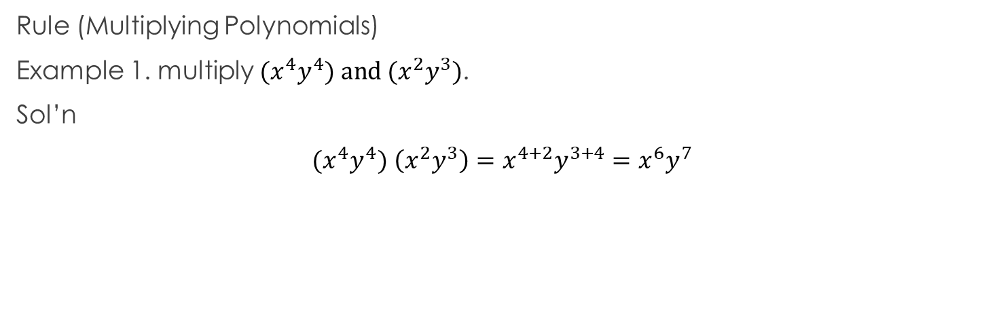 Rule (Multiplying Polynomials)
Example 1. multiply (x⁴y⁴) and (x²y³).
Sol’n
(x⁴y⁴) (x²y³) = x⁴⁺²y³⁺⁴ = x⁶y⁷